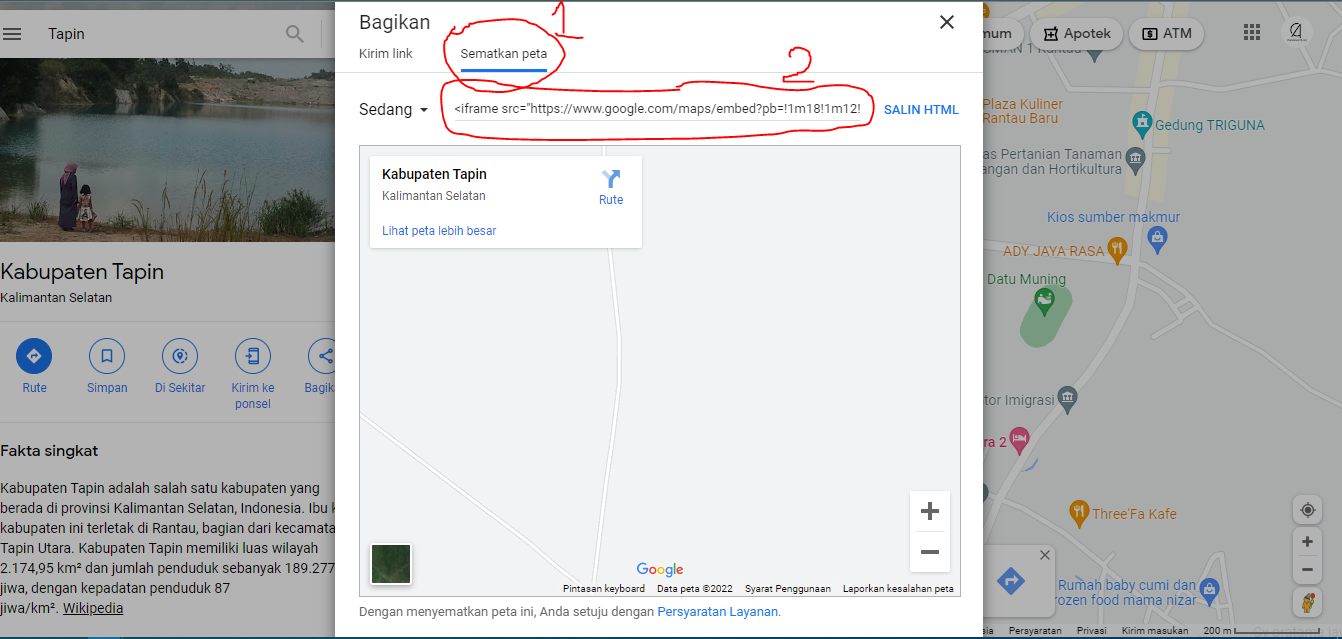 Tapin
Kabupaten Tapin
Kalimantan Selatan
Rute
Simpan
Di Sekitar
Kirim ke
ponsel
Bagik
Fakta singkat
Kabupaten Tapin adalah salah satu kabupaten yang
berada di provinsi Kalimantan Selatan, Indonesia. Ibu
kabupaten ini terletak di Rantau, bagian dari kecamata
Tapin Utara. Kabupaten Tapin memiliki luas wilayah
2.174,95 km² dan jumlah penduduk sebanyak 189.277
jiwa, dengan kepadatan penduduk 87
jiwa/km². Wikipedia
Bagikan
1
Kirim link
Sematkan peta
2
Sedang
<iframe src="https://www.google.com/maps/embed?pb=!1m18!1m12!
SALIN HTML
Kabupaten Tapin
Kalimantan Selatan
Rute
Lihat peta lebih besar
Google
Pintasan keyboard
Data peta ©2022
Syarat Penggunaan
Laporkan kesalahan peta
Dengan menyematkan peta ini, Anda setuju dengan Persyaratan Layanan.
mum
Apotek
ATM
Plaza Kuliner
Rantau Baru
Gedung TRIGUNA
as Pertanian Tanaman
angan dan Hortikultura
Kios sumber makmur
ADY JAYA RASA
Datu Muning
tor Imigrasi
ra 2
Three'Fa Kafe
Rumah baby cumi dan
rozen food mama nizar
sia
Persyaratan
Privasi
Kirim masukan
200 m